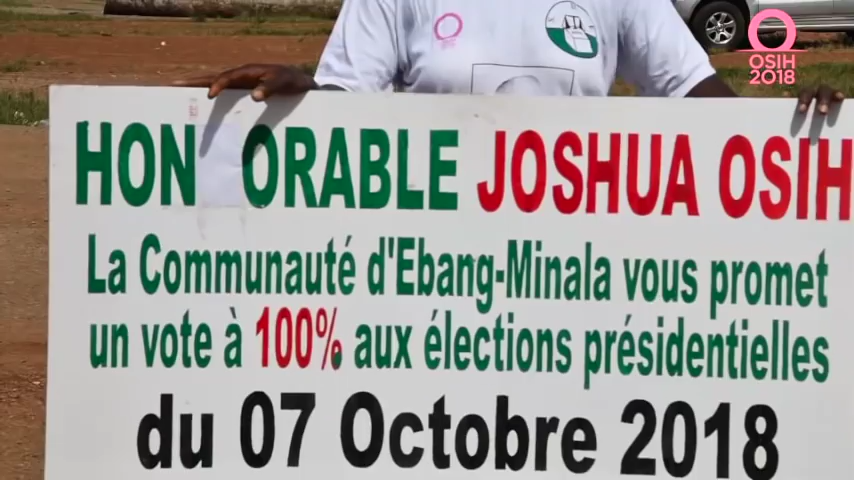 OSIH
2018
HON ORABLE JOSHUA OSIH
La Communauté d'Ebang-Minala vous promet
un vote à 100% aux élections présidentielles
du 07 Octobre 2018